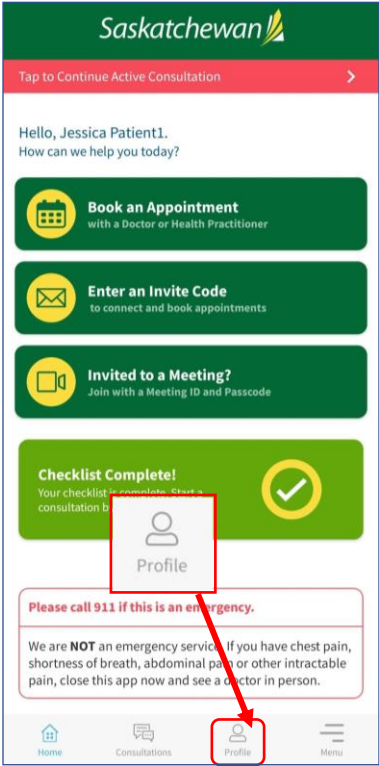 Saskatchewan
Tap to Continue Active Consultation
Hello, Jessica Patient1.
How can we help you today?
Book an Appointment
with a Doctor or Health Practitioner
Enter an Invite Code
to connect and book appointments
Invited to a Meeting?
Join with a Meeting ID and Passcode
Checklist Complete!
Your checklist is complete. Start a
consultation b
Profile
Please call 911 if this is an emergency.
We are NOT an emergency service. If you have chest pain,
shortness of breath, abdominal pain or other intractable
pain, close this app now and see a doctor in person.
Home
Consultations
Profile
Menu